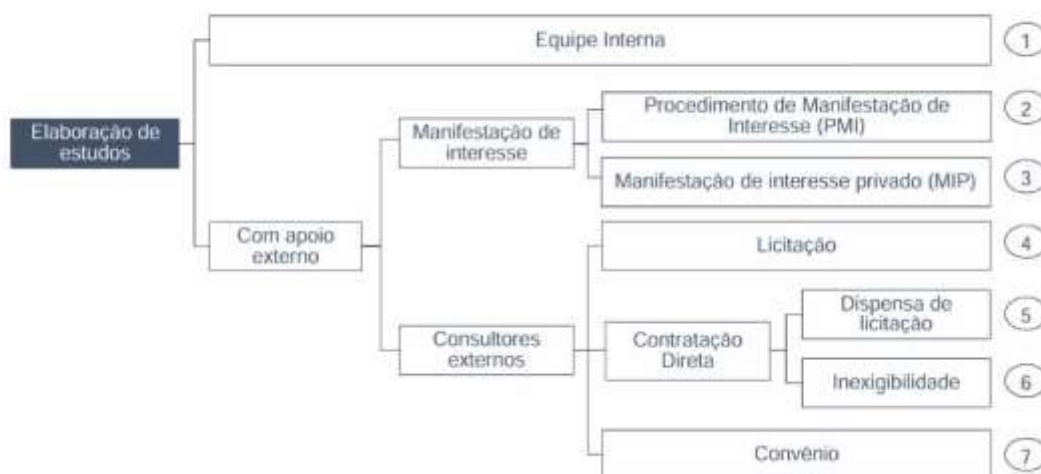 Equipe Interna
1
Elaboração de
estudos
Manifestação de
interesse
Procedimento de Manifestação de
Interesse (PMI)
2
Manifestação de interesse privado (MIP)
3
Com apoio
externo
Licitação
4
Consultores
externos
Contratação
Direta
Dispensa de
licitação
5
Inexigibilidade
6
Convênio
7